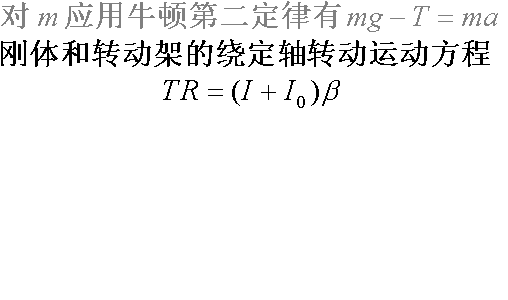 对 m 应用牛顿第二定律有 mg − T = ma
刚体和转动架的绕定轴转动运动方程
TR = (I + I₀)β